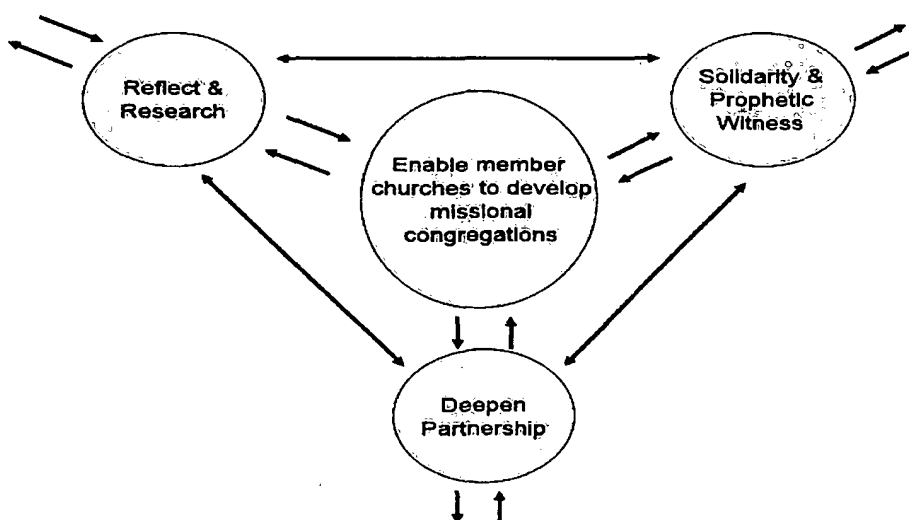 Reflect &
Research
Solidarity &
Prophetic
Witness
Enable member
churches to develop
missional
congregations
Deepen
Partnership